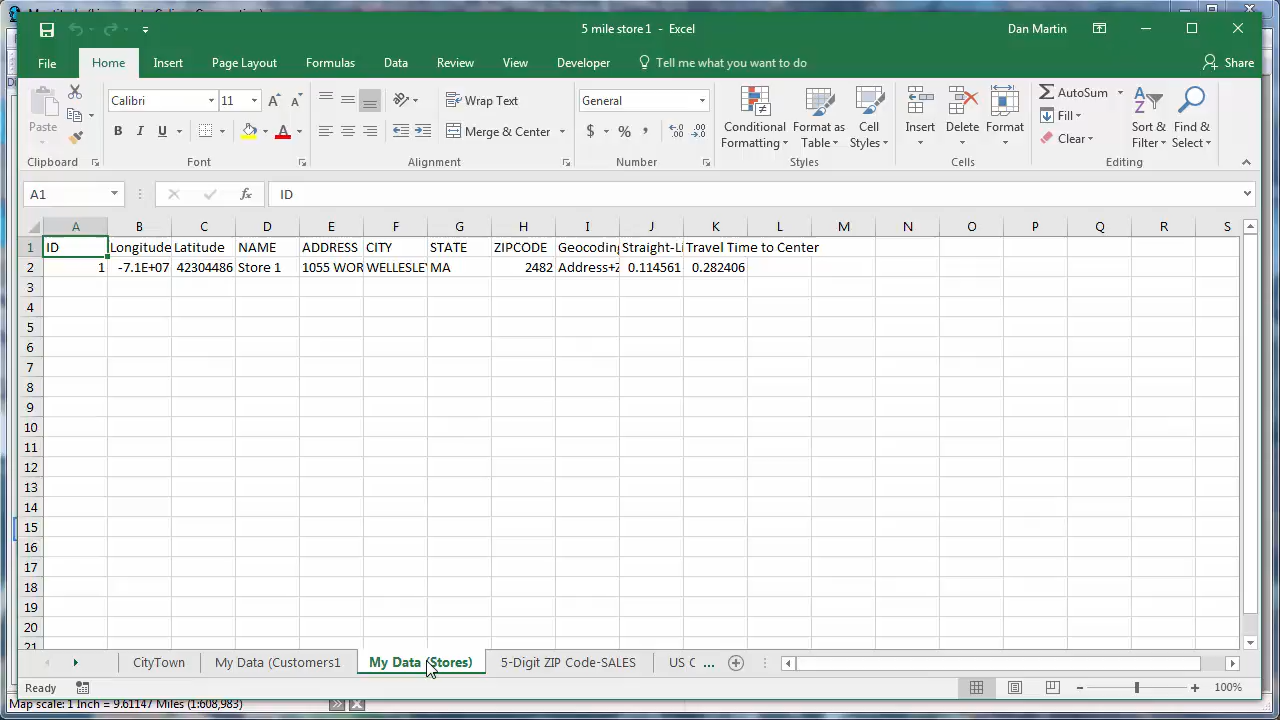 5 mile store1 - Excel
Dan Martin
File Home Insert Page Layout Formulas Data Review View Developer Tell me what you want to do Share
Paste
Clipboard
Calibri 11
B I U A
Font
Wrap Text
Merge & Center
Alignment
General
$ % ,
Number
Conditional Formatting
Format as Table
Cell Styles
Styles
Insert Delete Format
Cells
AutoSum
Fill
Clear
Sort & Filter
Find & Select
Editing
A1 fx ID
A B C D E F G H I J K L M N O P Q R S
1 ID Longitude Latitude NAME ADDRESS CITY STATE ZIPCODE Geocoding Straight-Li Travel Time to Center
2 1 -7.1E+07 42304486 Store 1 1055 WOR WELLESLEY MA 2482 Address+Z 0.114561 0.282406
3
4
5
6
7
8
9
10
11
12
13
14
15
16
17
18
19
20
21
CityTown My Data (Customers1 My Data (Stores) 5-Digit ZIP Code-SALES US C ...
Ready 100%
Map scale: 1 Inch = 9.61147 Miles (1:608,983)